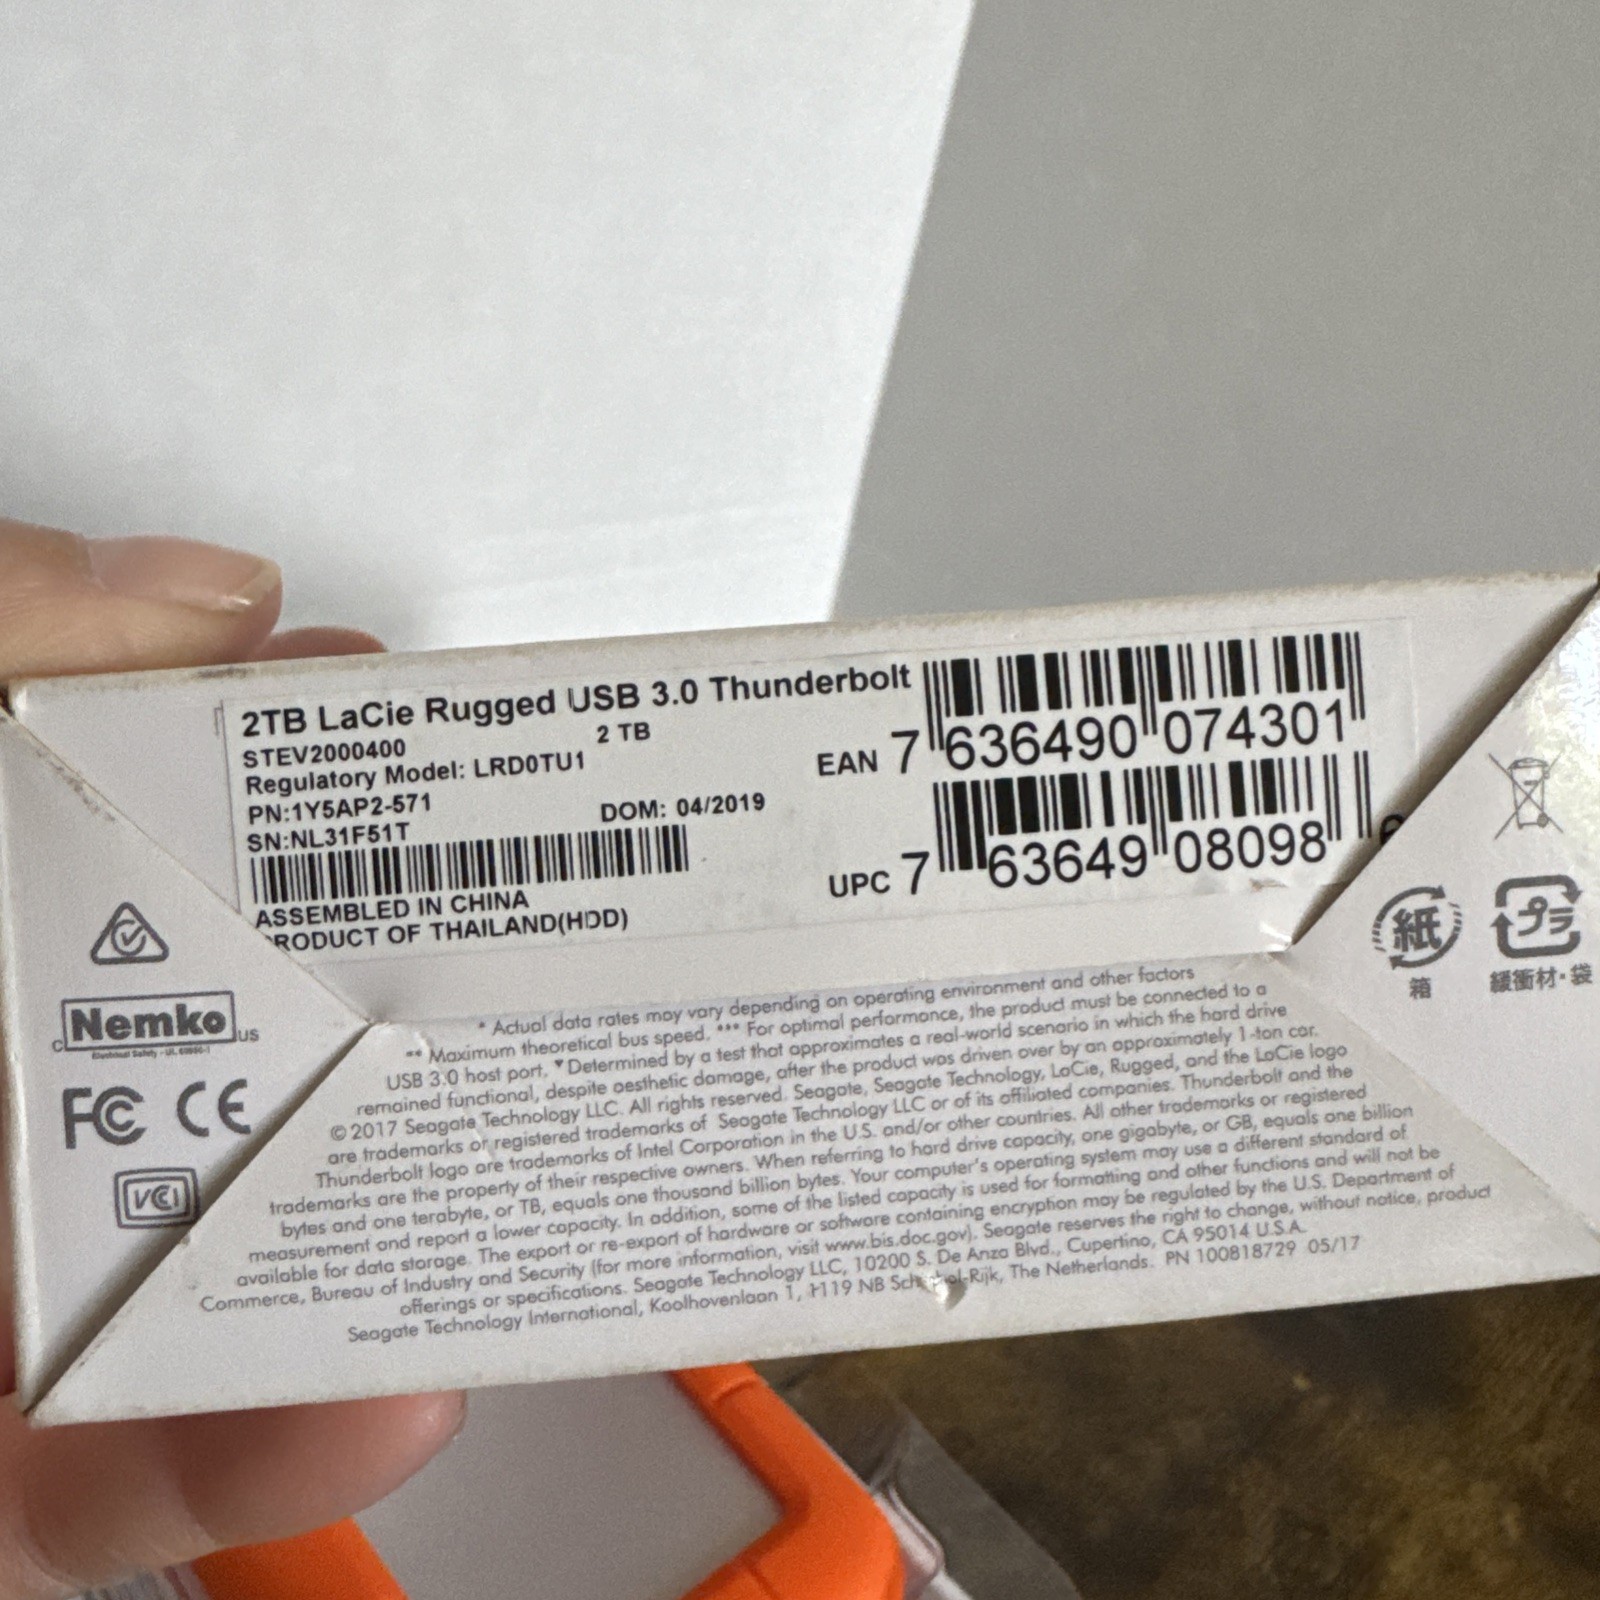 2TB LaCie Rugged USB 3.0 Thunderbolt
STEV2000400
2 TB
Regulatory Model: LRD0TU1
PN:1Y5AP2-571
DOM: 04/2019
SN:NL31F51T
ASSEMBLED IN CHINA
PRODUCT OF THAILAND(HDD)
EAN 7 636490 074301
UPC 7 63649 08098 6
c Nemko us
Electrical Safety - UL 60950-1
FC CE
VCI
紙
箱
プラ
緩衝材・袋
* Actual data rates may vary depending on operating environment and other factors
** Maximum theoretical bus speed. *** For optimal performance, the product must be connected to a
USB 3.0 host port. ▼Determined by a test that approximates a real-world scenario in which the hard drive
remained functional, despite aesthetic damage, after the product was driven over by an approximately 1-ton car.
© 2017 Seagate Technology LLC. All rights reserved. Seagate, Seagate Technology, LaCie, Rugged, and the LaCie logo
are trademarks or registered trademarks of Seagate Technology LLC or of its affiliated companies. Thunderbolt and the
Thunderbolt logo are trademarks of Intel Corporation in the U.S. and/or other countries. All other trademarks or registered
trademarks are the property of their respective owners. When referring to hard drive capacity, one gigabyte, or GB, equals one billion
bytes and one terabyte, or TB, equals one thousand billion bytes. Your computer's operating system may use a different standard of
measurement and report a lower capacity. In addition, some of the listed capacity is used for formatting and other functions and will not be
available for data storage. The export or re-export of hardware or software containing encryption may be regulated by the U.S. Department of
Commerce, Bureau of Industry and Security (for more information, visit www.bis.doc.gov). Seagate reserves the right to change, without notice, product
offerings or specifications. Seagate Technology LLC, 10200 S. De Anza Blvd., Cupertino, CA 95014 U.S.A.
Seagate Technology International, Koolhovenlaan 1, 1119 NB Schiphol-Rijk, The Netherlands. PN 100818729 05/17